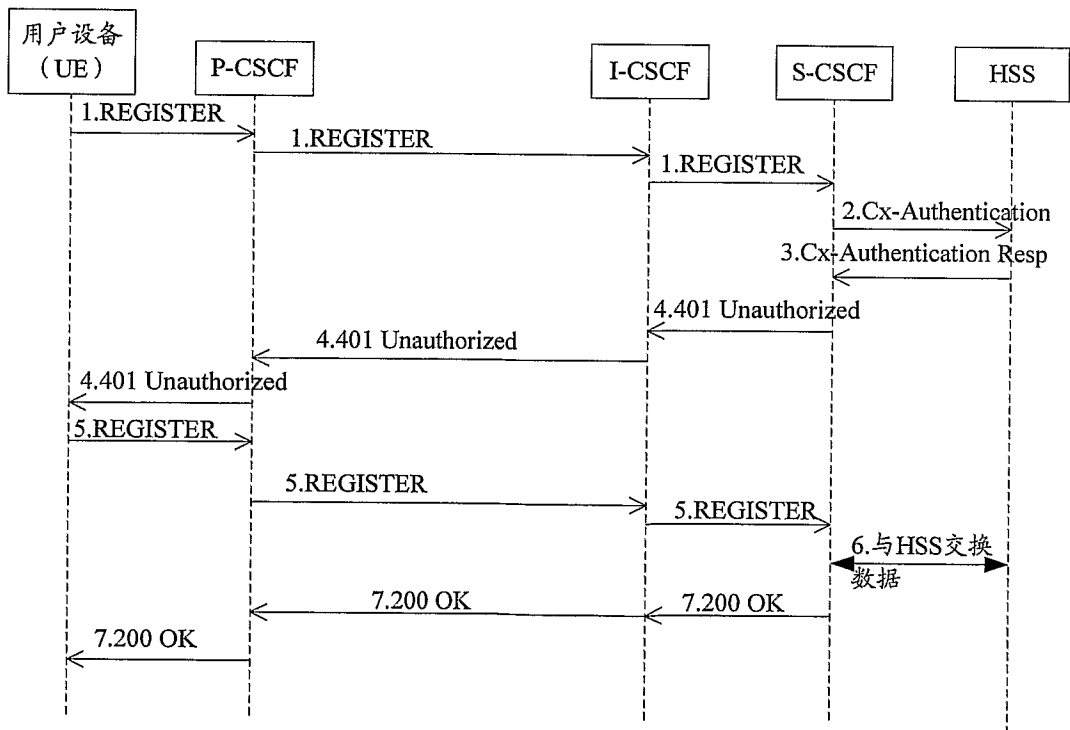 用户设备
（UE）
P-CSCF
I-CSCF
S-CSCF
HSS
1.REGISTER
1.REGISTER
1.REGISTER
2.Cx-Authentication
3.Cx-Authentication Resp
4.401 Unauthorized
4.401 Unauthorized
4.401 Unauthorized
5.REGISTER
5.REGISTER
5.REGISTER
6.与HSS交换
数据
7.200 OK
7.200 OK
7.200 OK